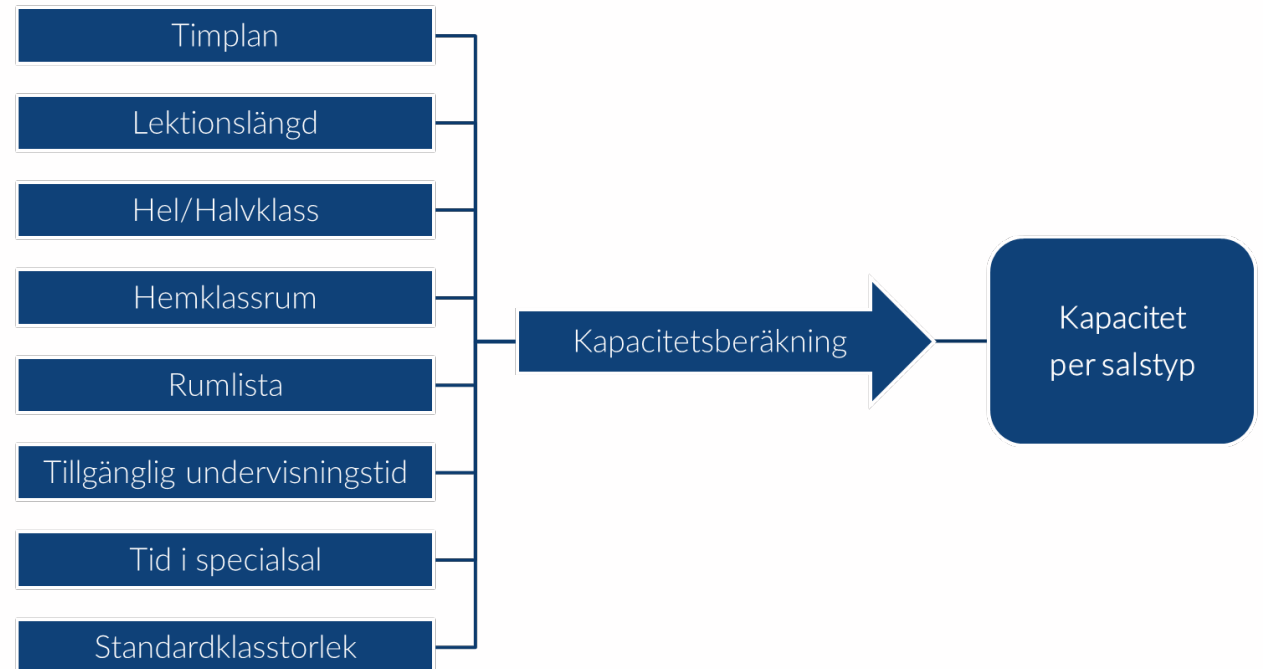 Timplan
Lektionslängd
Hel/Halvklass
Hemklassrum
Rumlista
Tillgänglig undervisningstid
Tid i specialsal
Standardklasstorlek
Kapacitetsberäkning
Kapacitet
per salstyp